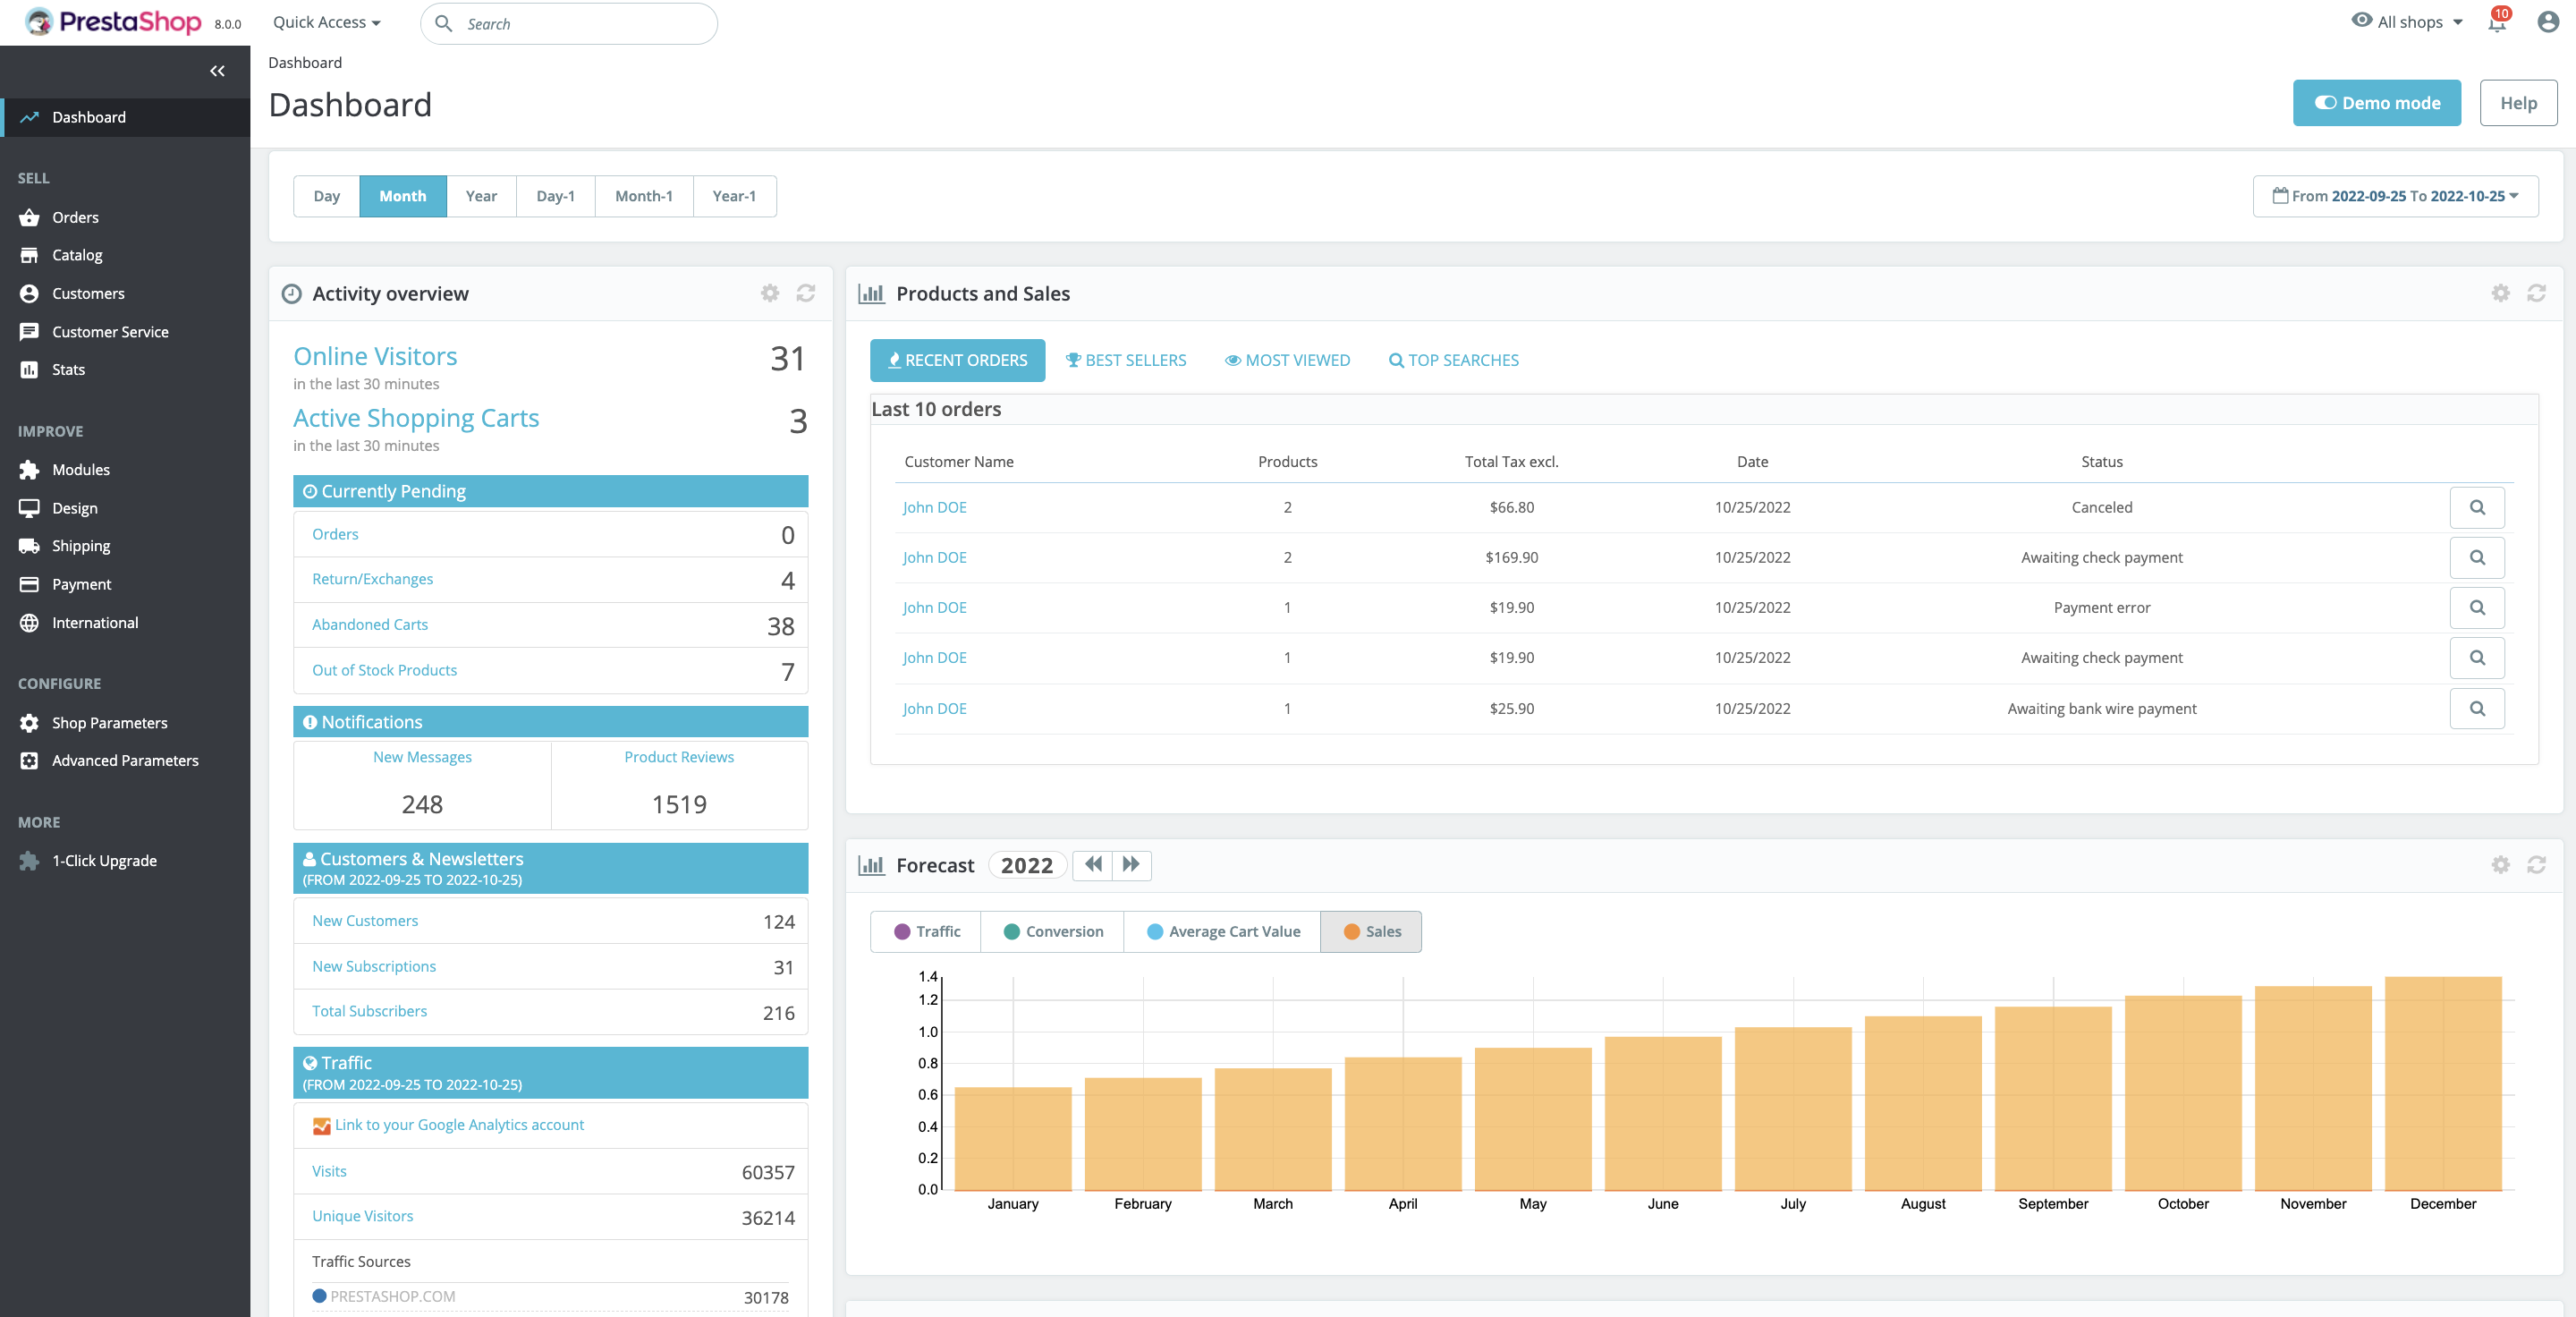 PrestaShop 8.0.0
Quick Access
Search
All shops
10
Dashboard
Dashboard
Demo mode
Help
Dashboard
SELL
Orders
Catalog
Customers
Customer Service
Stats
IMPROVE
Modules
Design
Shipping
Payment
International
CONFIGURE
Shop Parameters
Advanced Parameters
MORE
1-Click Upgrade
Day Month Year Day-1 Month-1 Year-1
From 2022-09-25 To 2022-10-25
Activity overview
Online Visitors 31
in the last 30 minutes
Active Shopping Carts 3
in the last 30 minutes
Currently Pending
Orders 0
Return/Exchanges 4
Abandoned Carts 38
Out of Stock Products 7
Notifications
New Messages Product Reviews
248 1519
Customers & Newsletters
(FROM 2022-09-25 TO 2022-10-25)
New Customers 124
New Subscriptions 31
Total Subscribers 216
Traffic
(FROM 2022-09-25 TO 2022-10-25)
Link to your Google Analytics account
Visits 60357
Unique Visitors 36214
Traffic Sources
PRESTASHOP.COM 30178
Products and Sales
RECENT ORDERS BEST SELLERS MOST VIEWED TOP SEARCHES
Last 10 orders
Customer Name Products Total Tax excl. Date Status
John DOE 2 $66.80 10/25/2022 Canceled
John DOE 2 $169.90 10/25/2022 Awaiting check payment
John DOE 1 $19.90 10/25/2022 Payment error
John DOE 1 $19.90 10/25/2022 Awaiting check payment
John DOE 1 $25.90 10/25/2022 Awaiting bank wire payment
Forecast 2022
Traffic Conversion Average Cart Value Sales
1.4
1.2
1.0
0.8
0.6
0.4
0.2
0.0
January February March April May June July August September October November December